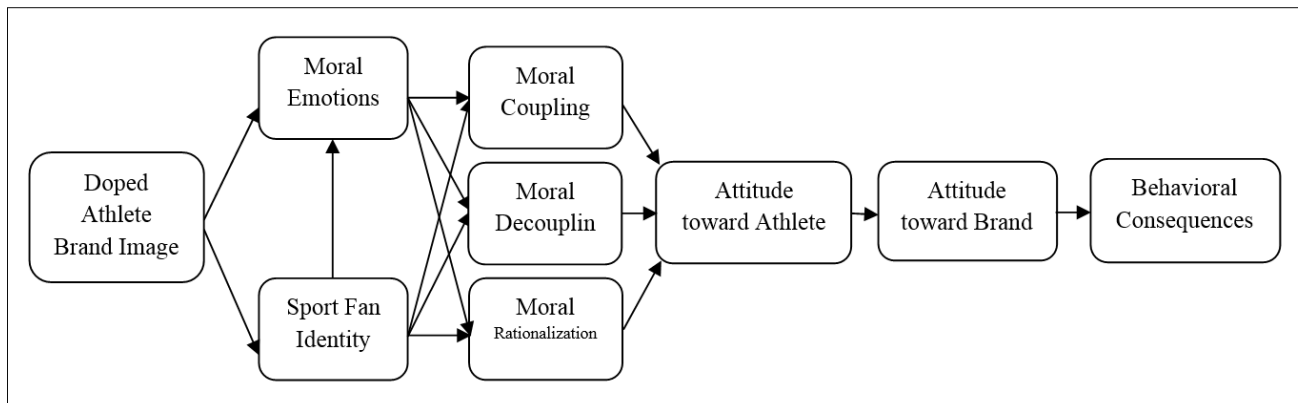 Doped
Athlete
Brand Image
Moral
Emotions
Sport Fan
Identity
Moral
Coupling
Moral
Decouplin
Moral
Rationalization
Attitude
toward Athlete
Attitude
toward Brand
Behavioral
Consequences